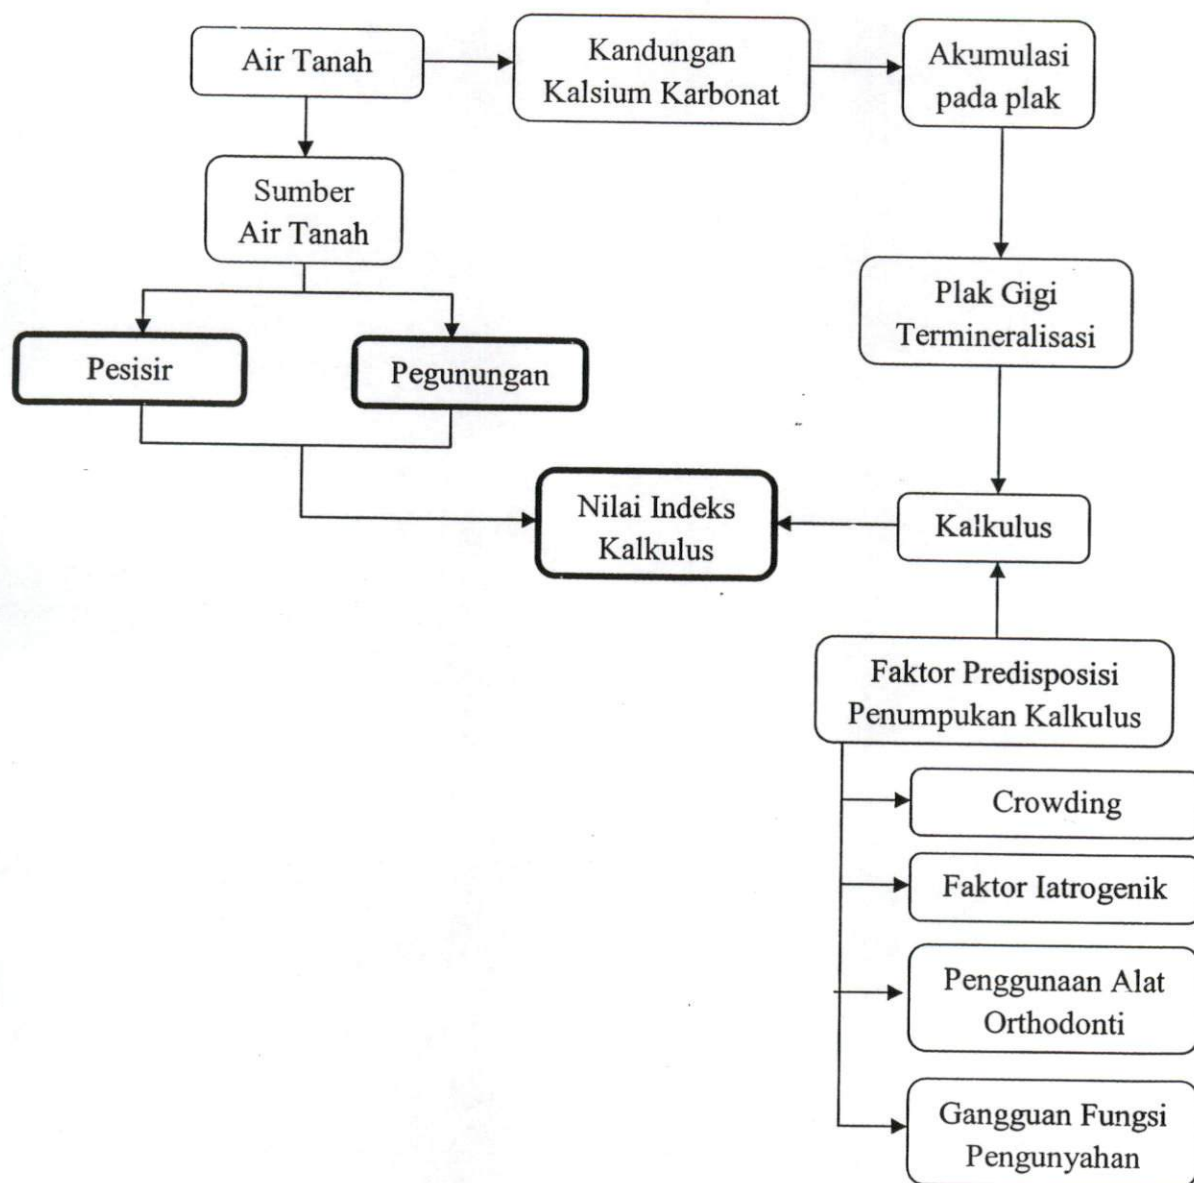 Air Tanah
Kandungan
Kalsium Karbonat
Akumulasi
pada plak
Sumber
Air Tanah
Plak Gigi
Termineralisasi
Pesisir
Pegunungan
Nilai Indeks
Kalkulus
Kalkulus
Faktor Predisposisi
Penumpukan Kalkulus
Crowding
Faktor Iatrogenik
Penggunaan Alat
Orthodonti
Gangguan Fungsi
Pengunyahan